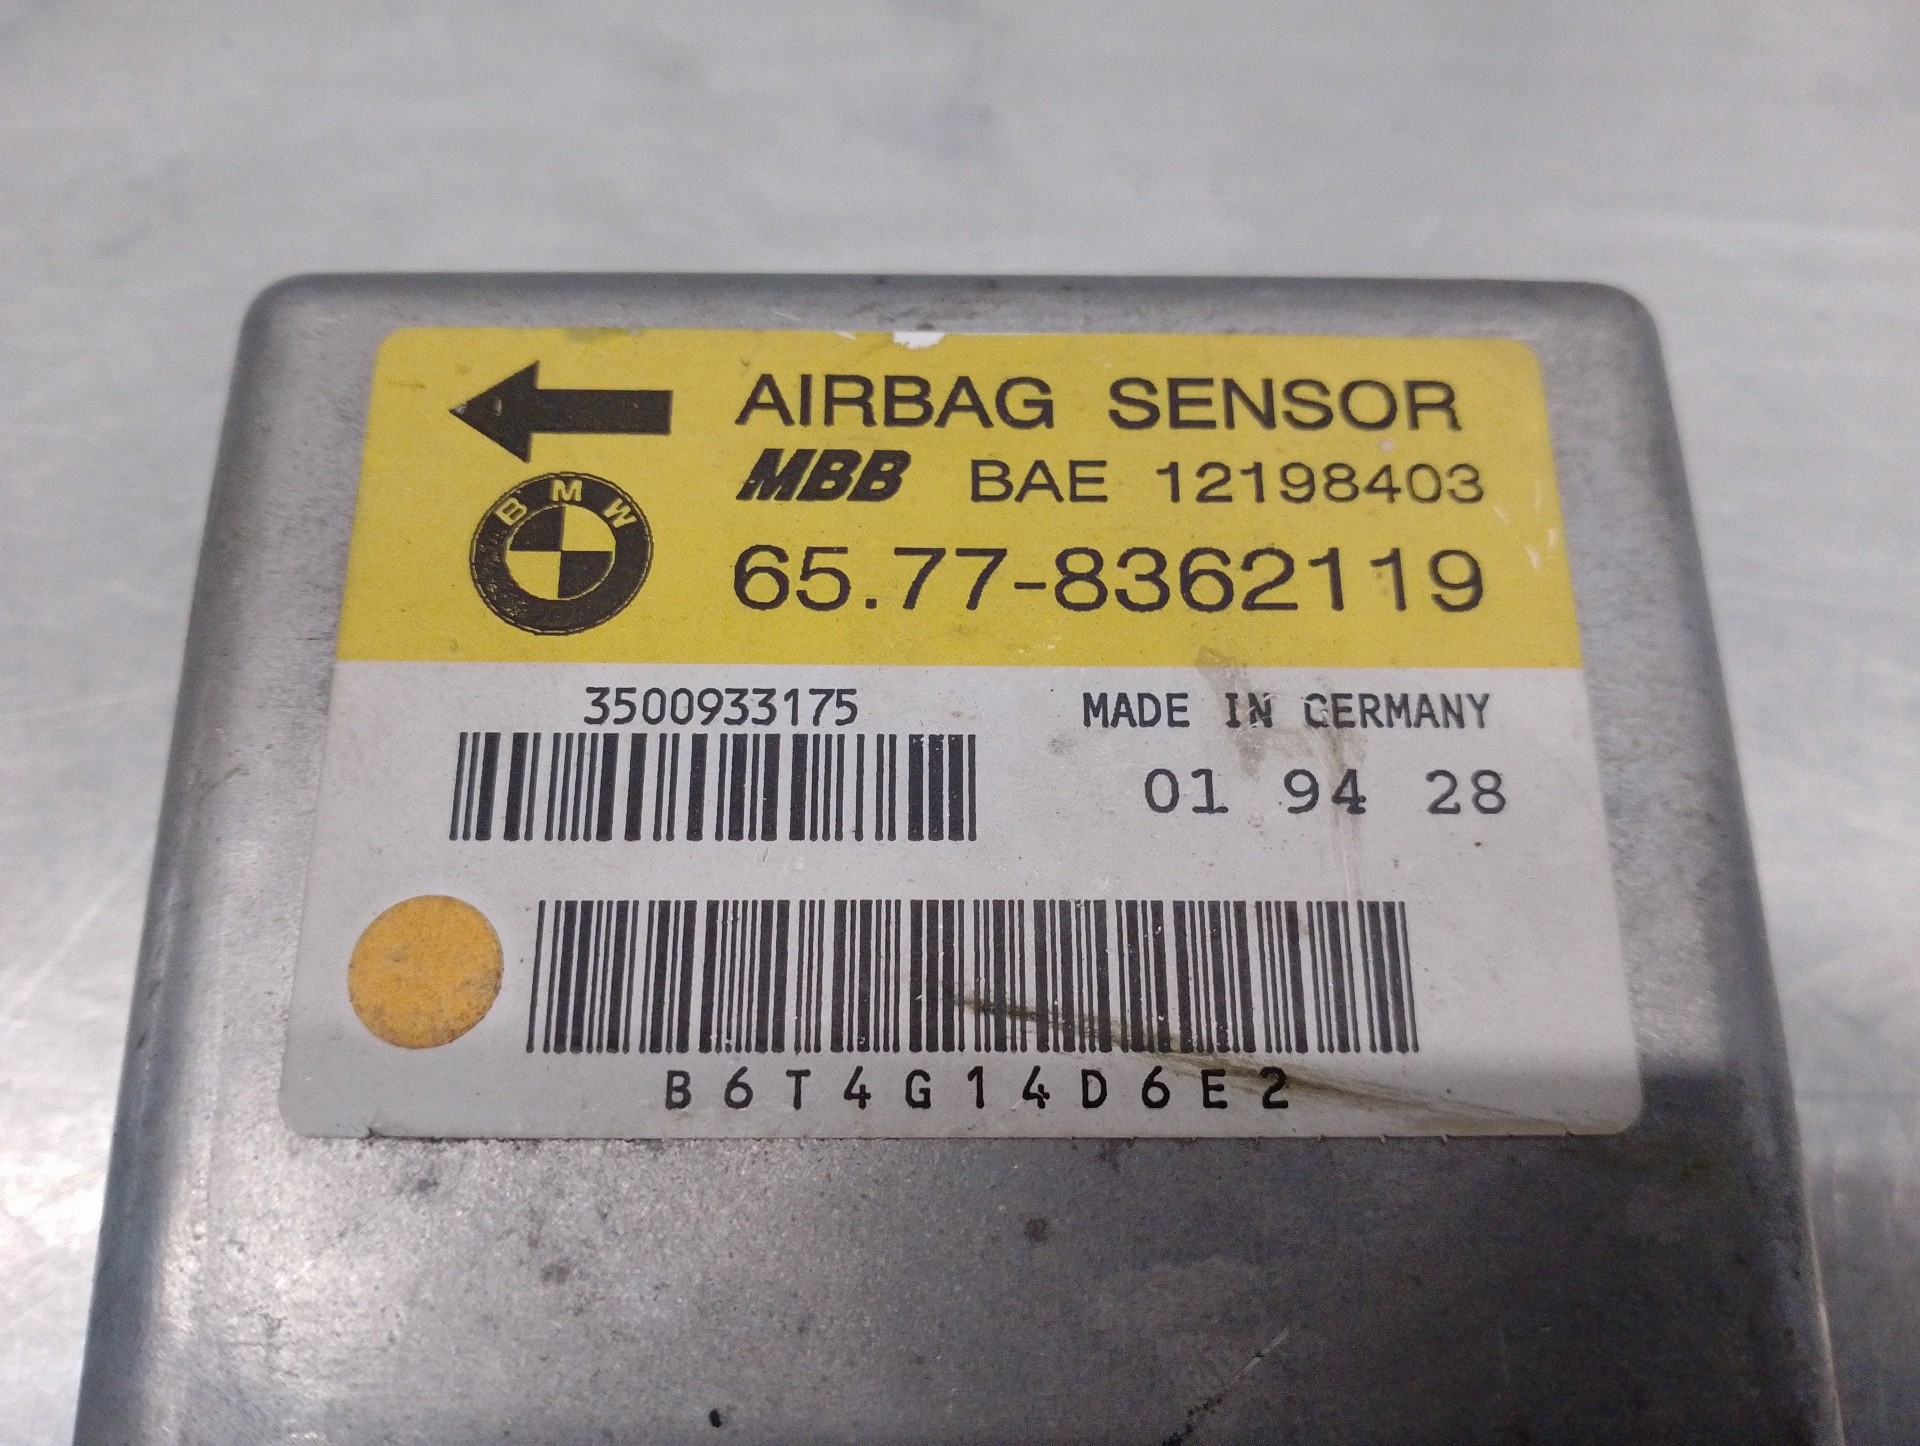 AIRBAG SENSOR
MBB BAE 12198403
BMW
65.77-8362119
3500933175 MADE IN GERMANY
01 94 28
B6T4G14D6E2